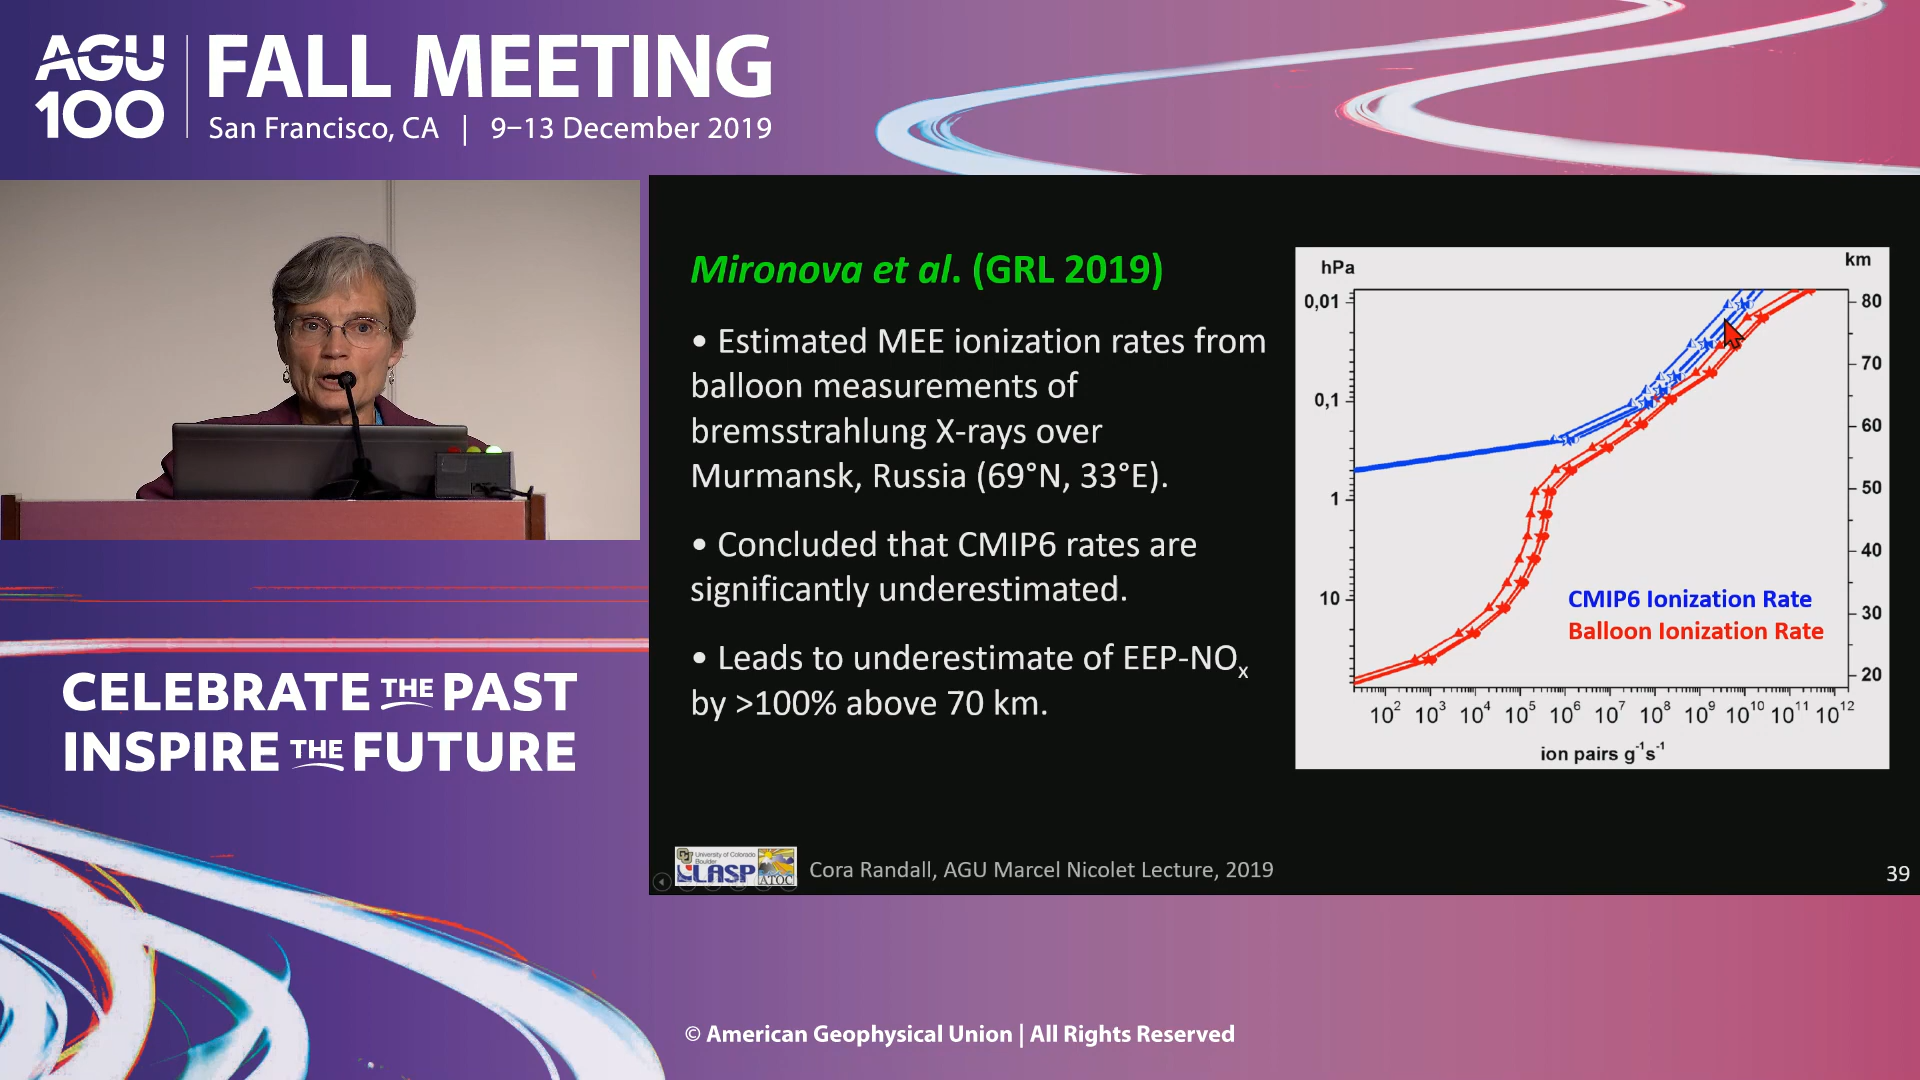 AGU
100
FALL MEETING
San Francisco, CA | 9–13 December 2019
Mironova et al. (GRL 2019)
• Estimated MEE ionization rates from
balloon measurements of
bremsstrahlung X-rays over
Murmansk, Russia (69°N, 33°E).
• Concluded that CMIP6 rates are
significantly underestimated.
• Leads to underestimate of EEP-NOx
by >100% above 70 km.
hPa
km
0,01
0,1
1
10
80
70
60
50
40
30
20
CMIP6 Ionization Rate
Balloon Ionization Rate
10² 10³ 10⁴ 10⁵ 10⁶ 10⁷ 10⁸ 10⁹ 10¹⁰ 10¹¹ 10¹²
ion pairs g⁻¹s⁻¹
University of Colorado
Boulder
LASP
ATOC
Cora Randall, AGU Marcel Nicolet Lecture, 2019
39
CELEBRATE THE PAST
INSPIRE THE FUTURE
© American Geophysical Union | All Rights Reserved